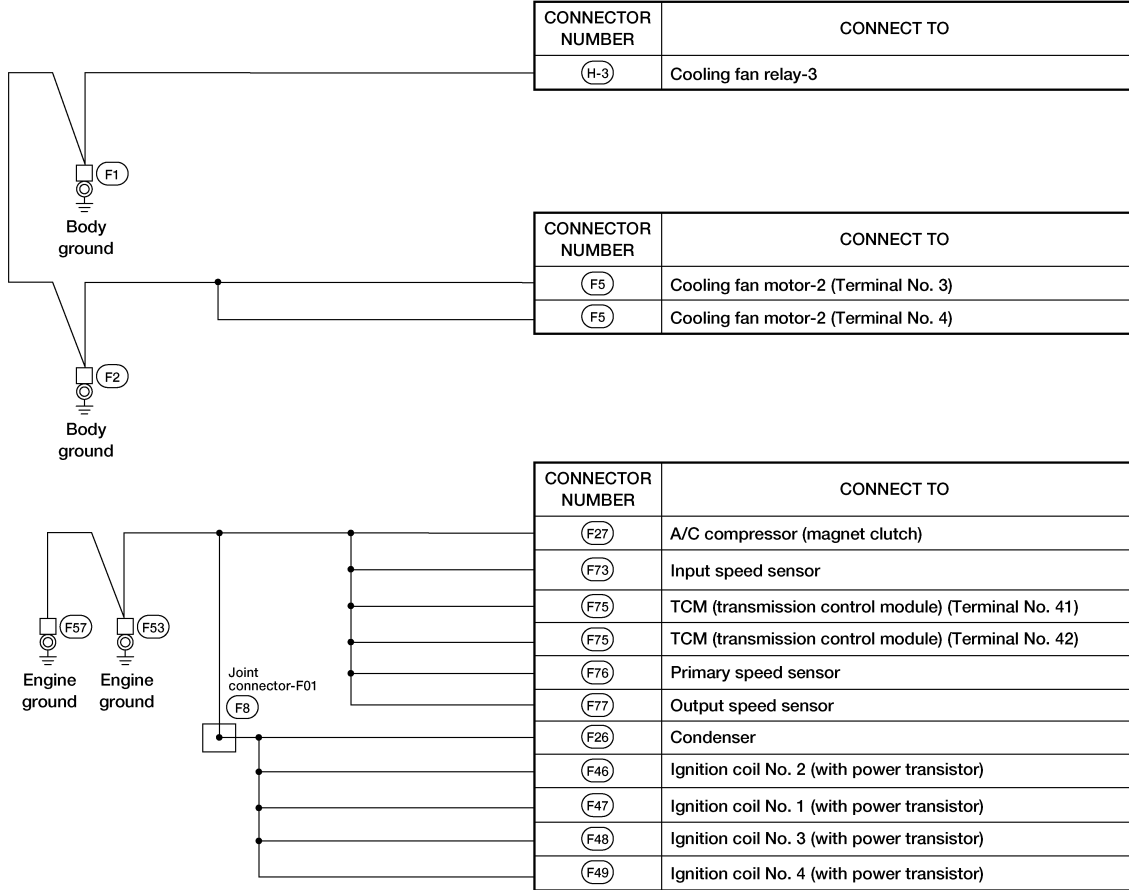 CONNECTOR NUMBER CONNECT TO
H-3 Cooling fan relay-3
F1
Body
ground
CONNECTOR NUMBER CONNECT TO
F5 Cooling fan motor-2 (Terminal No. 3)
F5 Cooling fan motor-2 (Terminal No. 4)
F2
Body
ground
CONNECTOR NUMBER CONNECT TO
F27 A/C compressor (magnet clutch)
F73 Input speed sensor
F75 TCM (transmission control module) (Terminal No. 41)
F75 TCM (transmission control module) (Terminal No. 42)
F76 Primary speed sensor
F77 Output speed sensor
F26 Condenser
F46 Ignition coil No. 2 (with power transistor)
F47 Ignition coil No. 1 (with power transistor)
F48 Ignition coil No. 3 (with power transistor)
F49 Ignition coil No. 4 (with power transistor)
F57
Engine
ground
F53
Engine
ground
Joint
connector-F01
F8